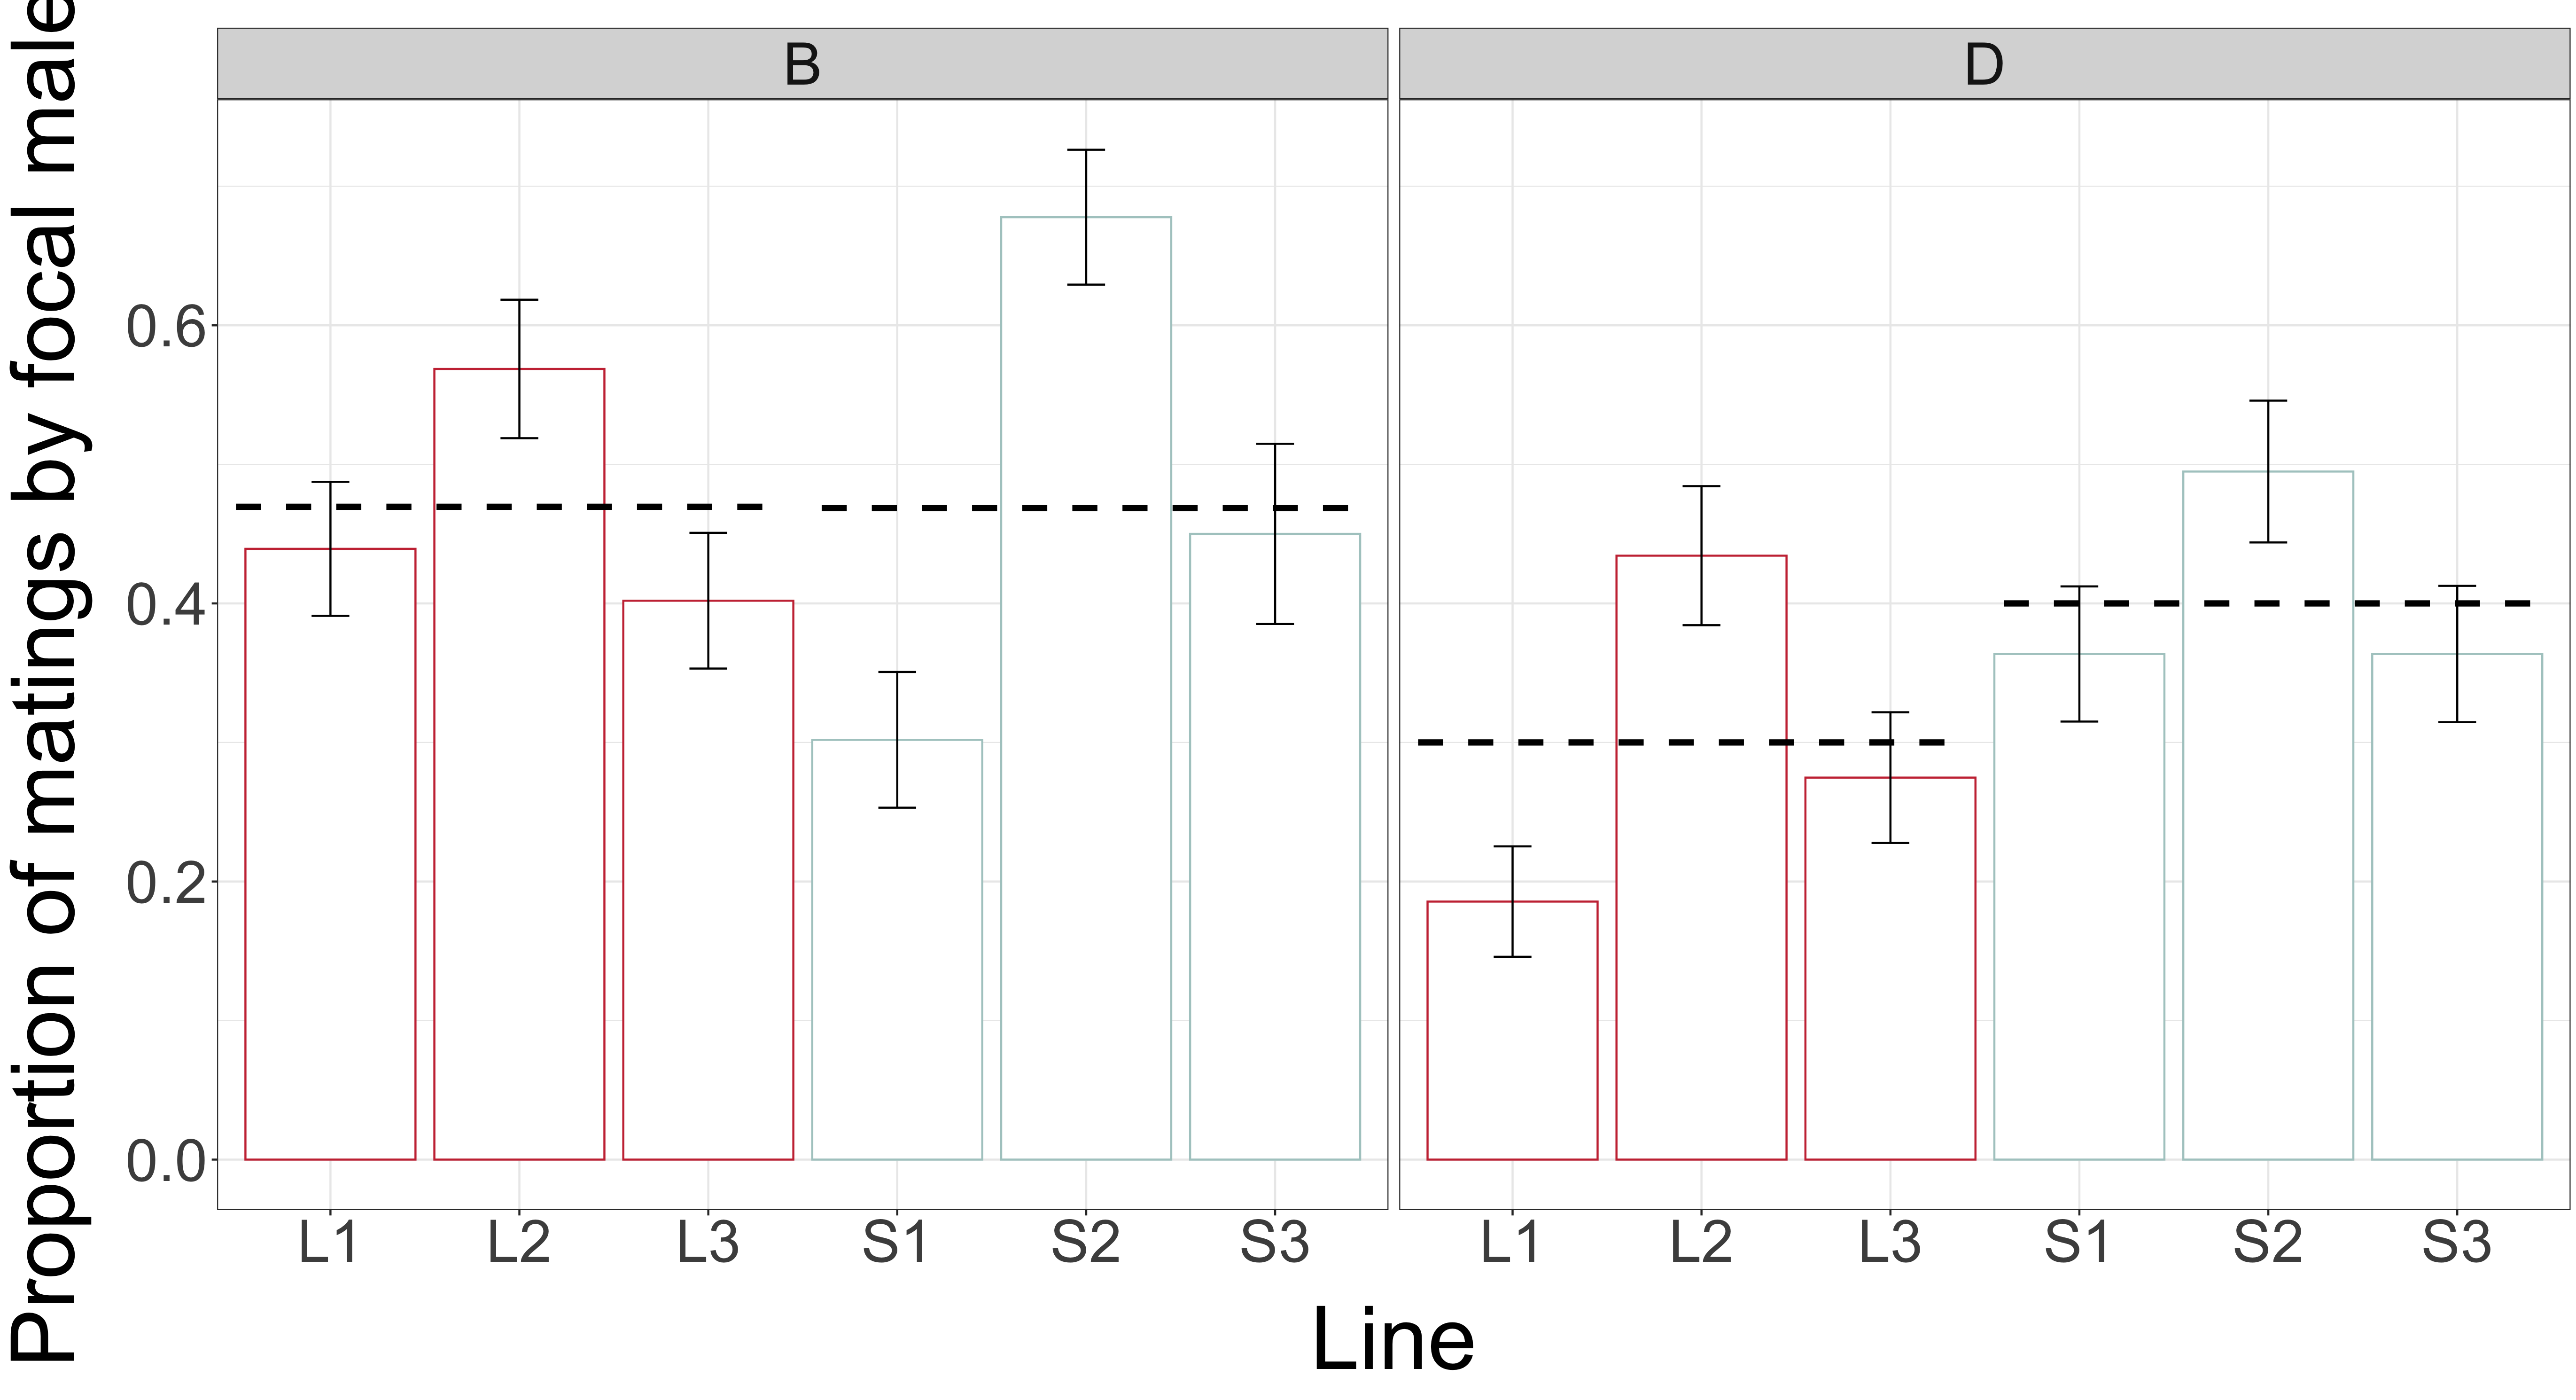 Proportion of matings by focal male
B
D
0.6
0.4
0.2
0.0
L1 L2 L3 S1 S2 S3
L1 L2 L3 S1 S2 S3
Line